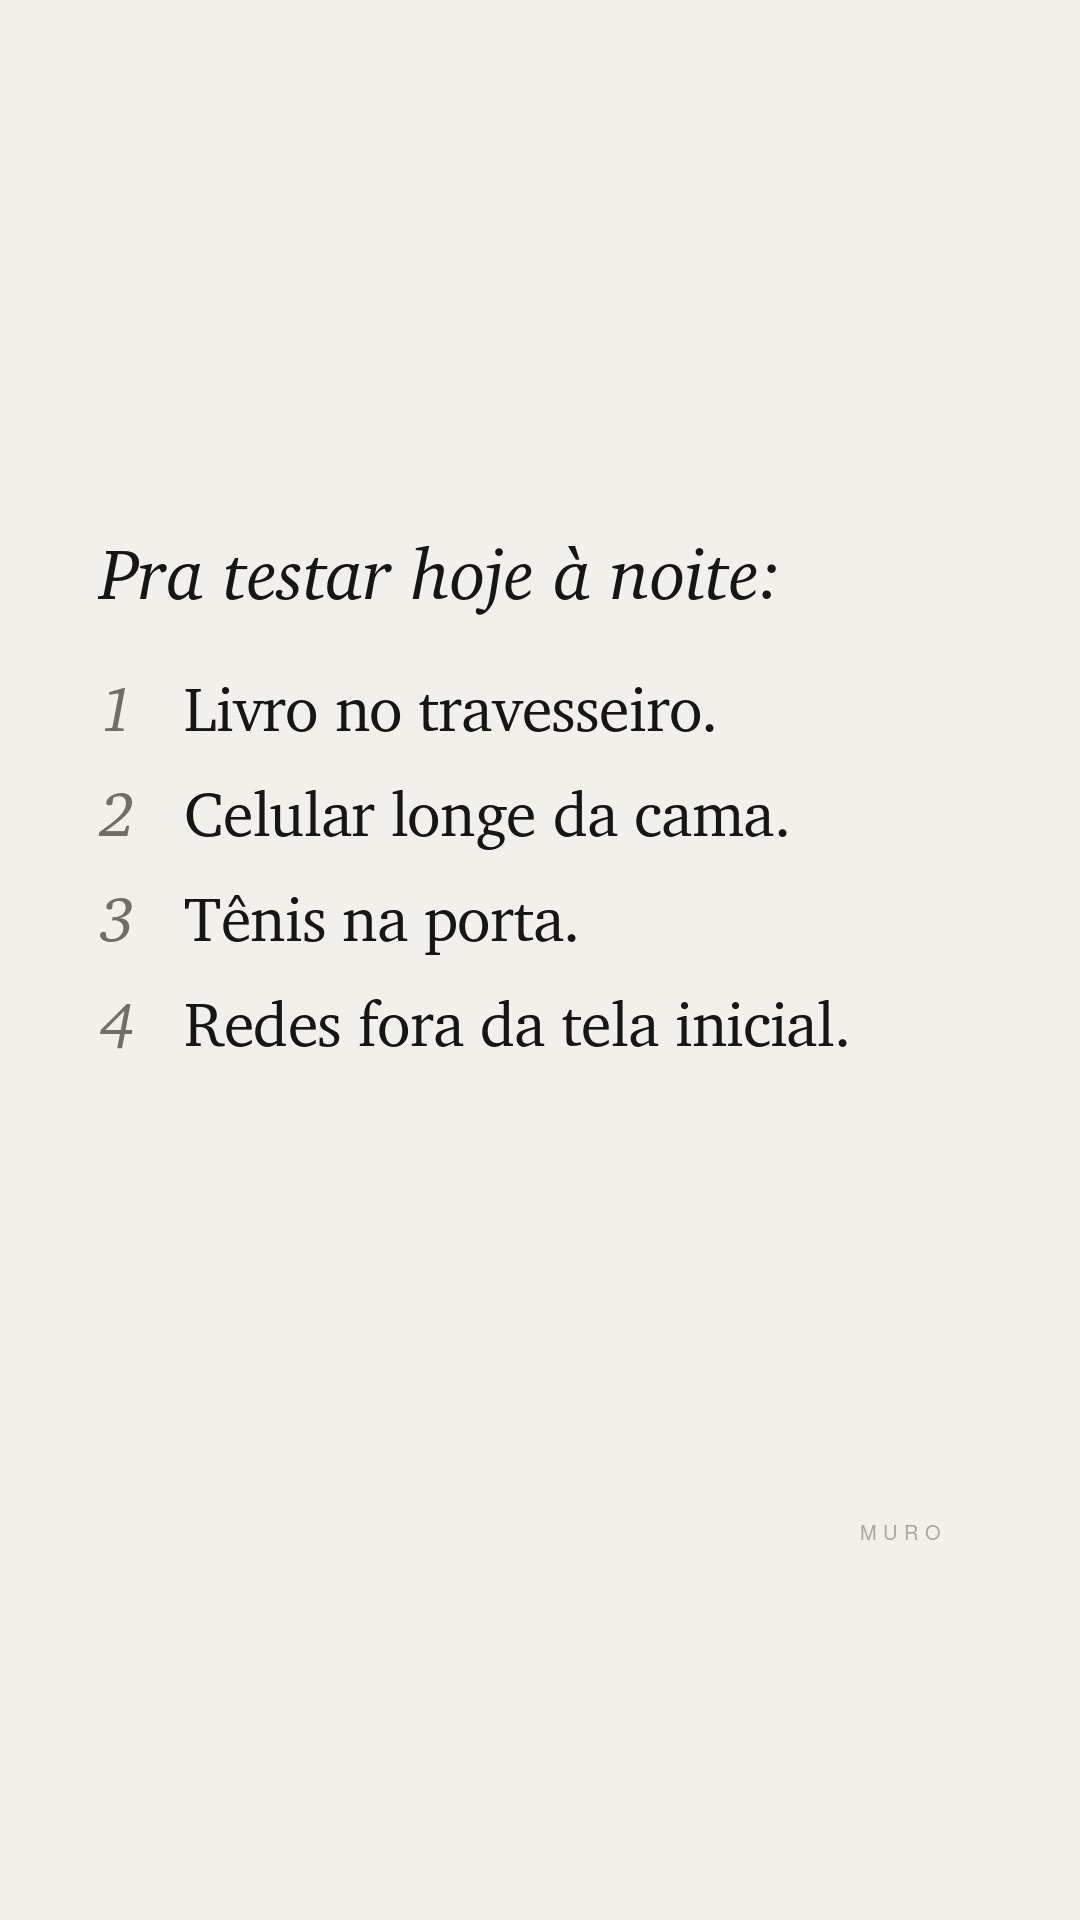 Pra testar hoje à noite:
1 Livro no travesseiro.
2 Celular longe da cama.
3 Tênis na porta.
4 Redes fora da tela inicial.
MURO